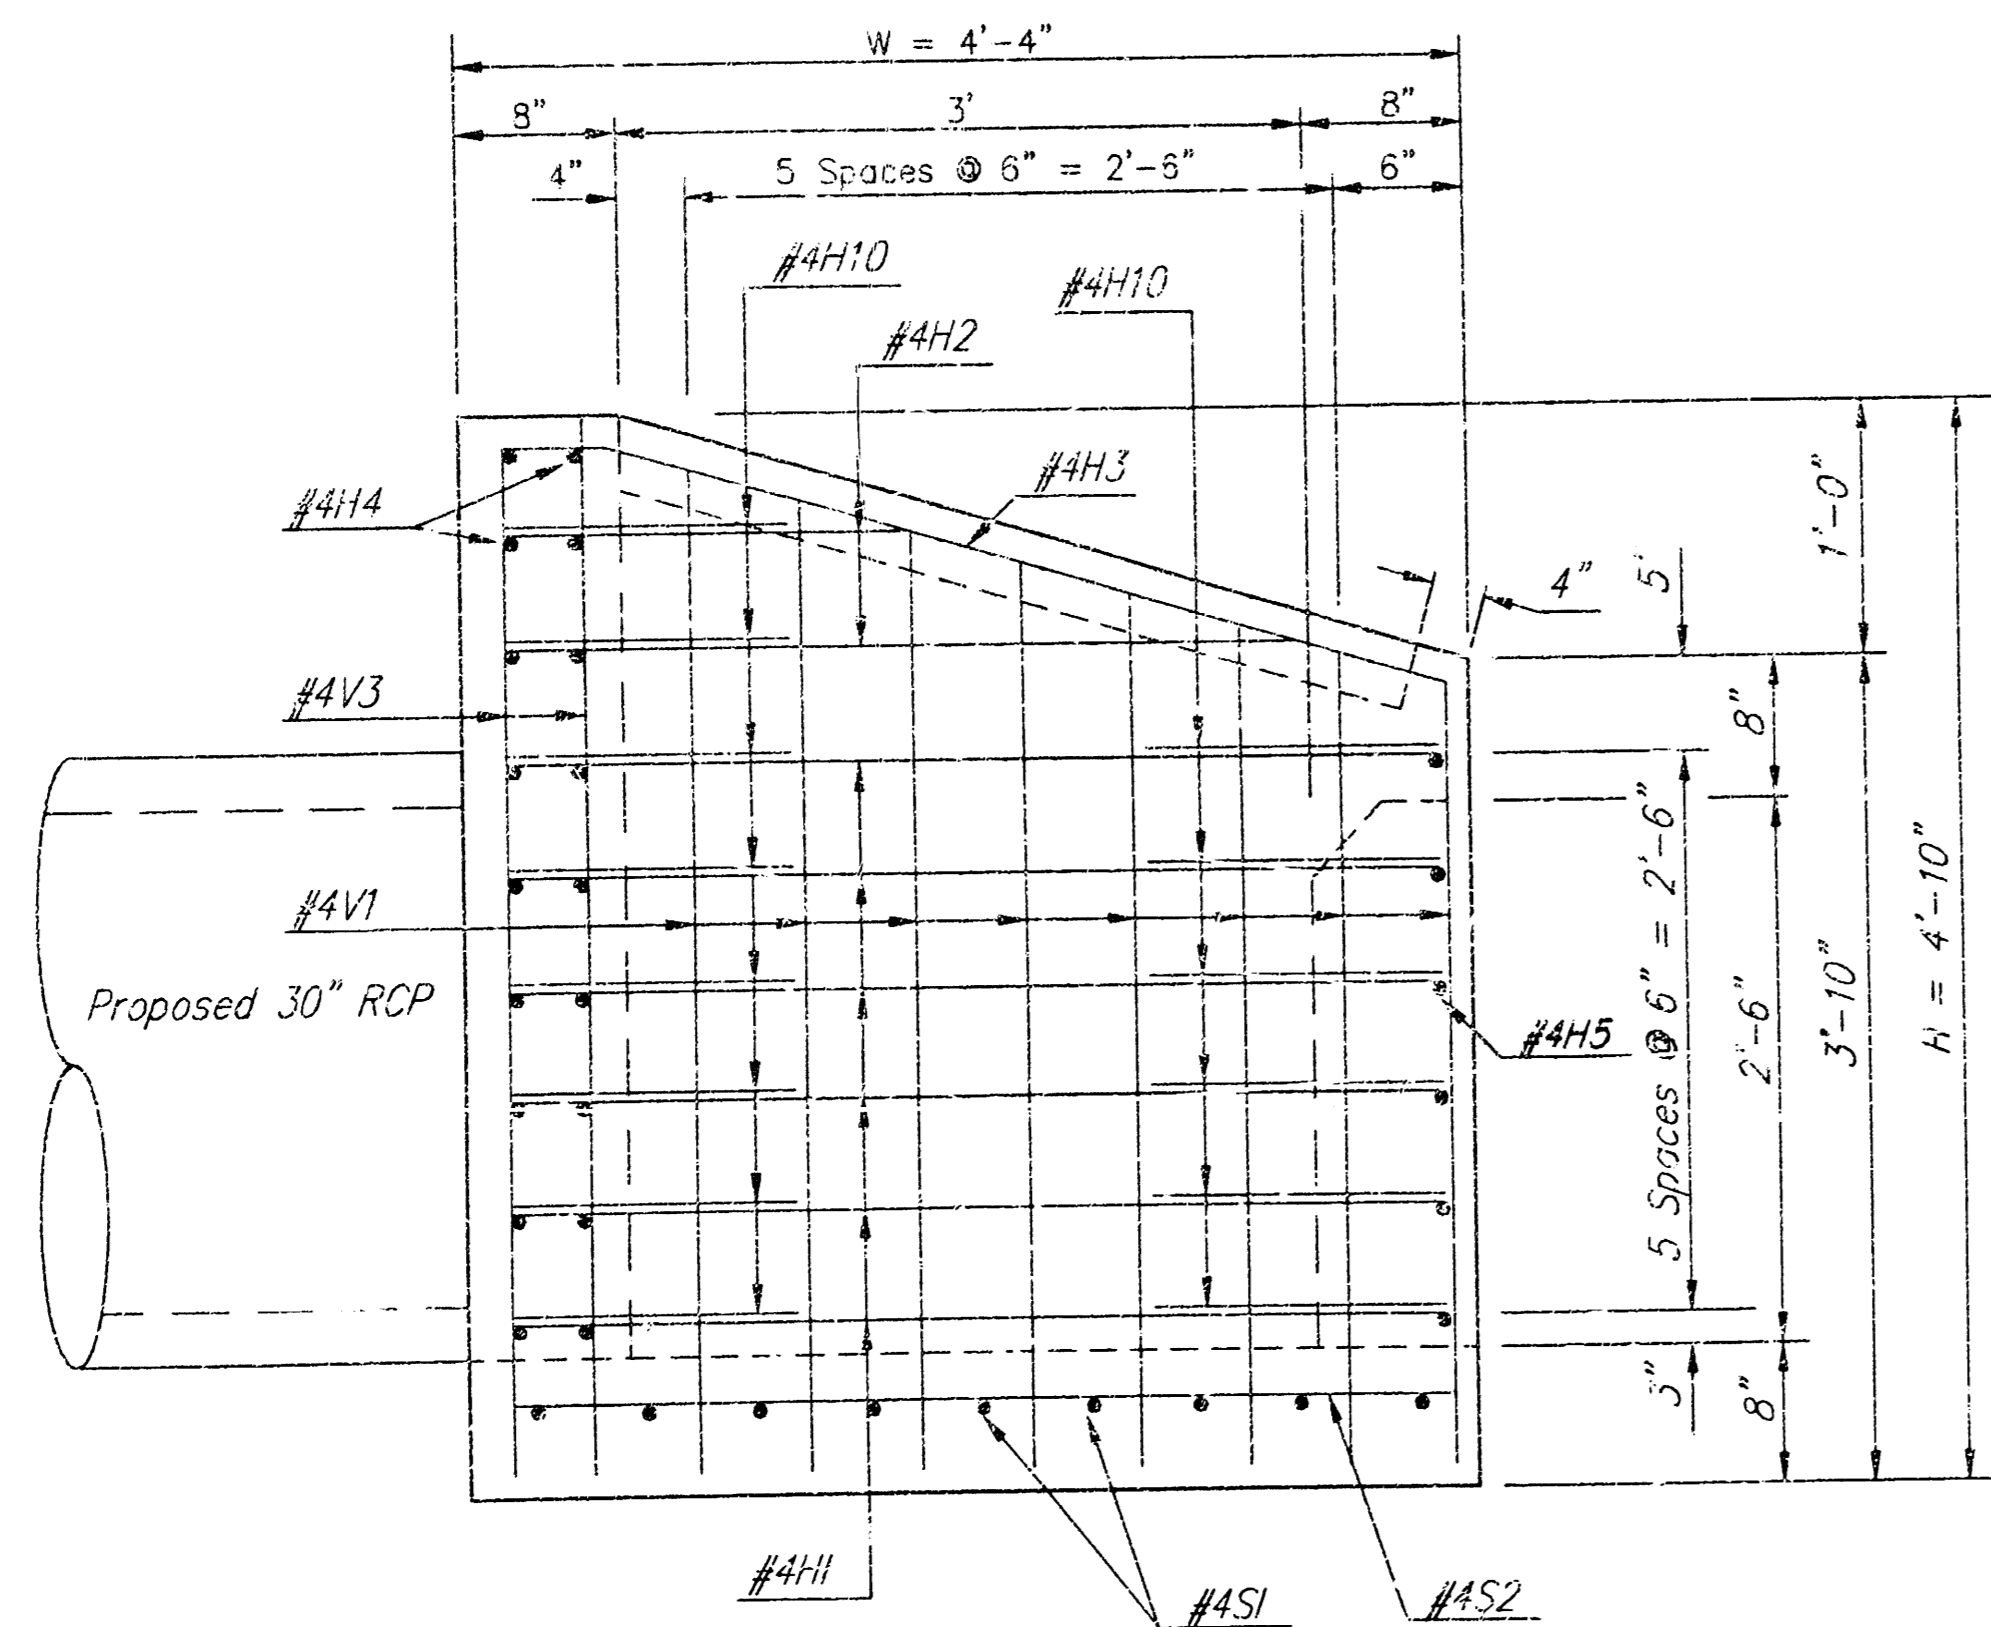 W = 4'-4"
8"
3'
8"
4"
5 Spaces @ 6" = 2'-6"
6"
#4H10
#4H10
#4H2
#4H3
#4H4
1'-0"
5'
4"
#4V3
8"
#4V1
5 Spaces @ 6" = 2'-6"
2'-6"
3'-10"
H = 4'-10"
Proposed 30" RCP
#4H5
3"
8"
#4H1
#4S1
#4S2